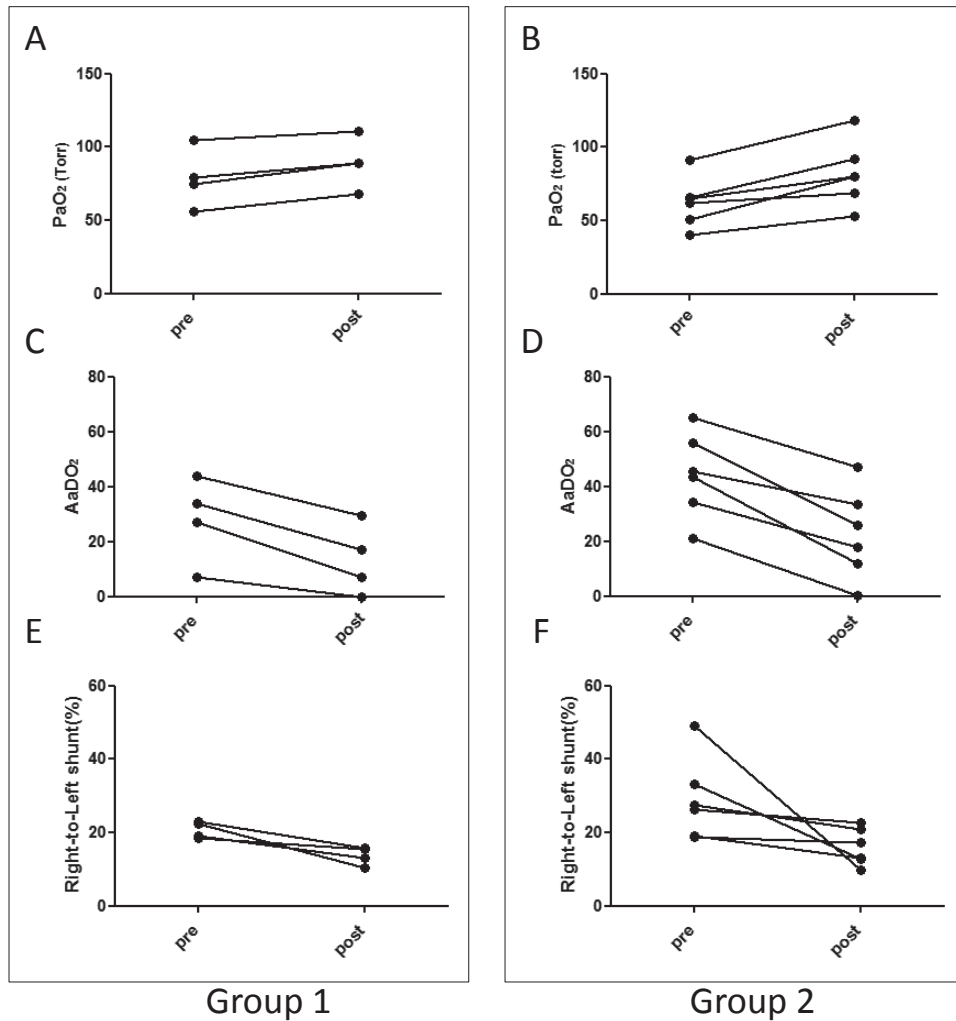 A
150
100
50
0
PaO₂ (Torr)
pre
post
B
150
100
50
0
PaO₂ (torr)
pre
post
C
80
60
40
20
0
AaDO₂
pre
post
D
80
60
40
20
0
AaDO₂
pre
post
E
60
40
20
0
Right-to-Left shunt(%)
pre
post
F
60
40
20
0
Right-to-Left shunt(%)
pre
post
Group 1
Group 2